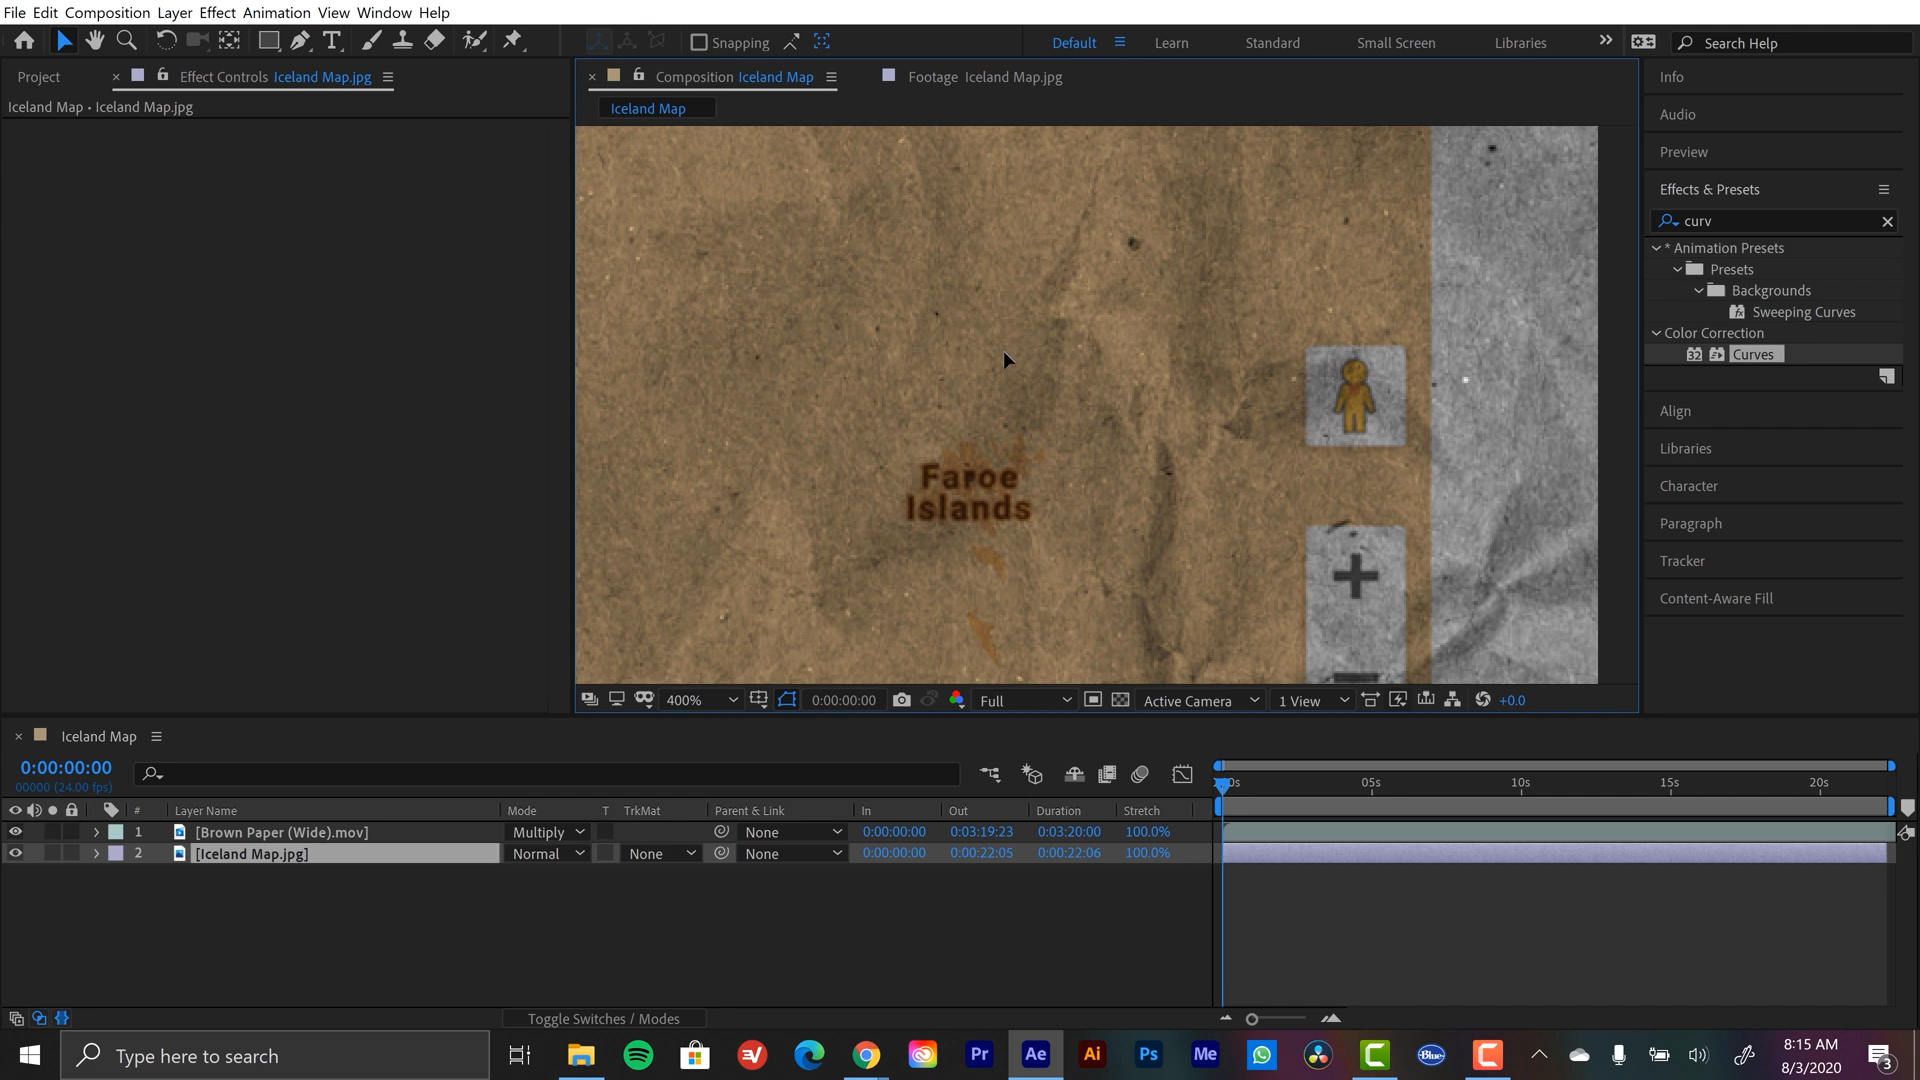 File Edit Composition Layer Effect Animation View Window Help
Snapping
Default
Learn
Standard
Small Screen
Libraries
Search Help
Project
Effect Controls Iceland Map.jpg
Composition Iceland Map
Footage Iceland Map.jpg
Info
Iceland Map • Iceland Map.jpg
Iceland Map
Audio
Preview
Effects & Presets
curv
* Animation Presets
Presets
Backgrounds
Sweeping Curves
Color Correction
32
Curves
Align
Libraries
Character
Paragraph
Tracker
Content-Aware Fill
Faroe
Islands
400%
0:00:00:00
Full
Active Camera
1 View
+0.0
Iceland Map
0:00:00:00
00000 (24.00 fps)
05s
10s
15s
20s
# Layer Name Mode T TrkMat Parent & Link In Out Duration Stretch
1 [Brown Paper (Wide).mov] Multiply None 0:00:00:00 0:03:19:23 0:03:20:00 100.0%
2 [Iceland Map.jpg] Normal None None 0:00:00:00 0:00:22:05 0:00:22:06 100.0%
Toggle Switches / Modes
Type here to search
Pr
Ae
Ai
Ps
Me
Blue
8:15 AM
8/3/2020
3